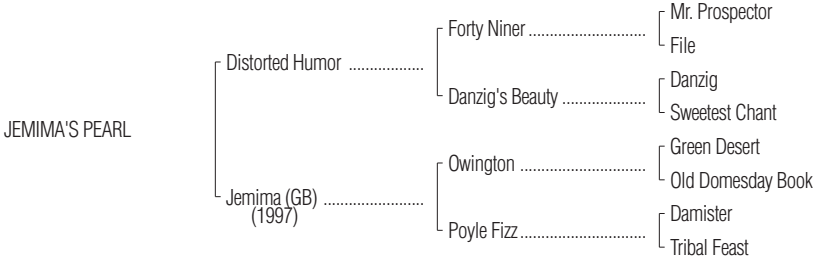 Mr. Prospector
Forty Niner ............................
File
Distorted Humor ..................
Danzig
Danzig's Beauty ....................
Sweetest Chant
JEMIMA'S PEARL
Green Desert
Owington ..............................
Old Domesday Book
Jemima (GB) ........................
(1997)
Damister
Poyle Fizz..............................
Tribal Feast